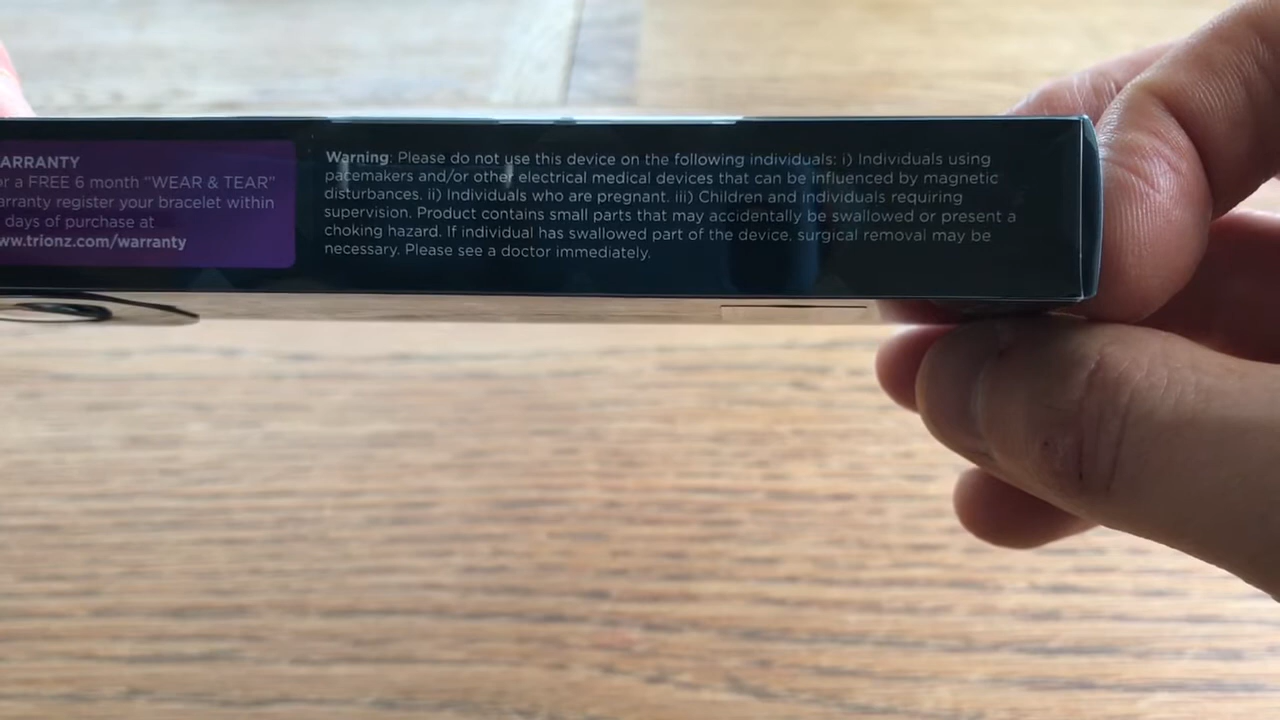 ARRANTY
or a FREE 6 month "WEAR & TEAR"
arranty register your bracelet within
days of purchase at
ww.trionz.com/warranty
Warning: Please do not use this device on the following individuals: i) Individuals using
pacemakers and/or other electrical medical devices that can be influenced by magnetic
disturbances. ii) Individuals who are pregnant. iii) Children and individuals requiring
supervision. Product contains small parts that may accidentally be swallowed or present a
choking hazard. If individual has swallowed part of the device, surgical removal may be
necessary. Please see a doctor immediately.